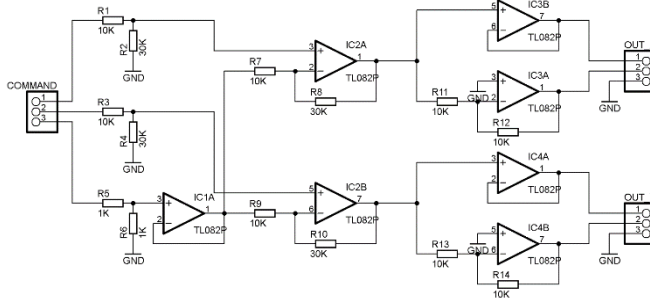 R1
10K
R2
30K
GND
COMMAND
1
2
3
R3
10K
R4
30K
GND
R5
1K
R6
1K
GND
3
2
IC1A
1
TL082P
R7
10K
R8
30K
3
2
IC2A
1
TL082P
R9
10K
R10
30K
5
6
IC2B
7
TL082P
5
6
IC3B
7
TL082P
R11
10K
GND
3
2
IC3A
1
TL082P
R12
10K
OUT
1
2
3
GND
3
2
IC4A
1
TL082P
R13
10K
GND
5
6
IC4B
7
TL082P
R14
10K
OUT
1
2
3
GND